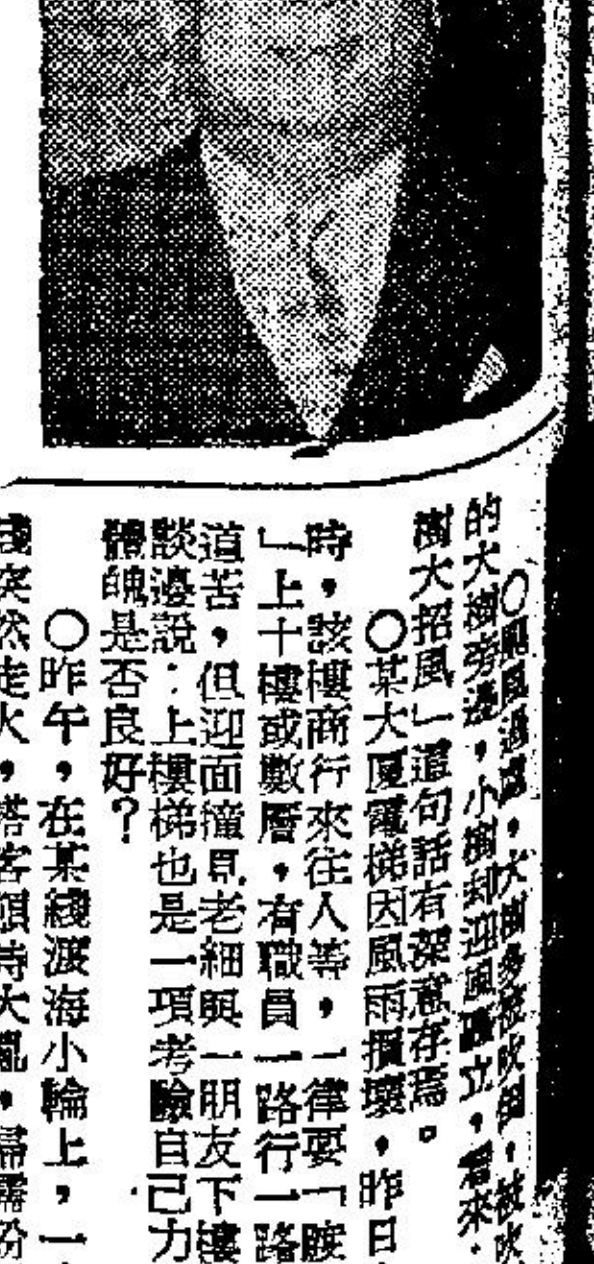 ○颶風過處，大樹多被吹倒，被吹
的大樹旁邊，小樹却迎風矗立，看來，
樹大招風」這句話有深意存焉。
○某大厦電梯因風雨損壞，昨日
時，該樓商行來往人等，一律要「腰
」上十樓或數層，有職員一路行一路
道苦，但迎面撞見老細與一朋友下樓
談邊說：上樓梯也是一項考驗自己力
體魄是否良好？
○昨午，在某綫渡海小輪上，一
突然走火，搭客頓時大亂，